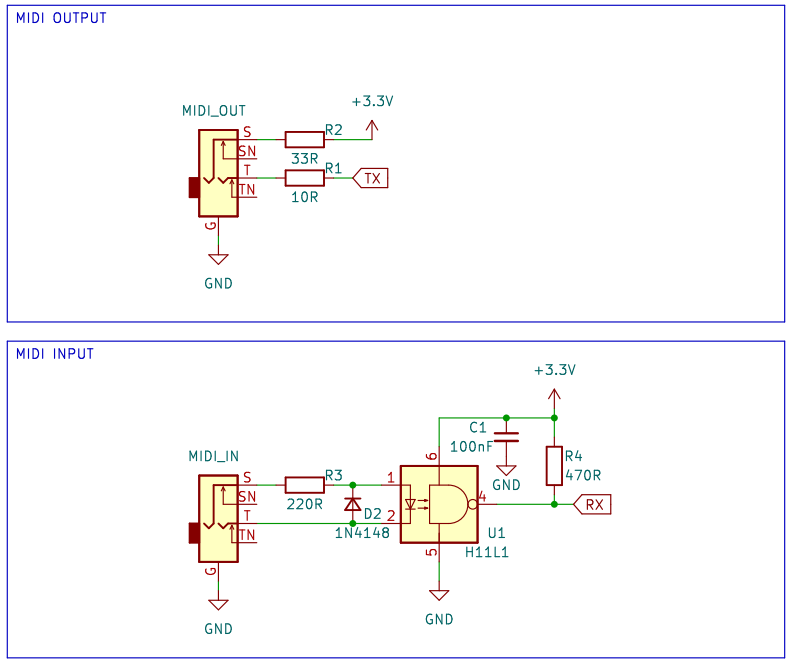 MIDI OUTPUT
+3.3V
MIDI_OUT
S
R2
SN
33R
T
R1
TX
TN
10R
G
GND
MIDI INPUT
+3.3V
C1
100nF
MIDI_IN
6
R4
S
R3
1
GND
470R
SN
220R
4
RX
T
D2
2
TN
1N4148
U1
5
H11L1
G
GND
GND